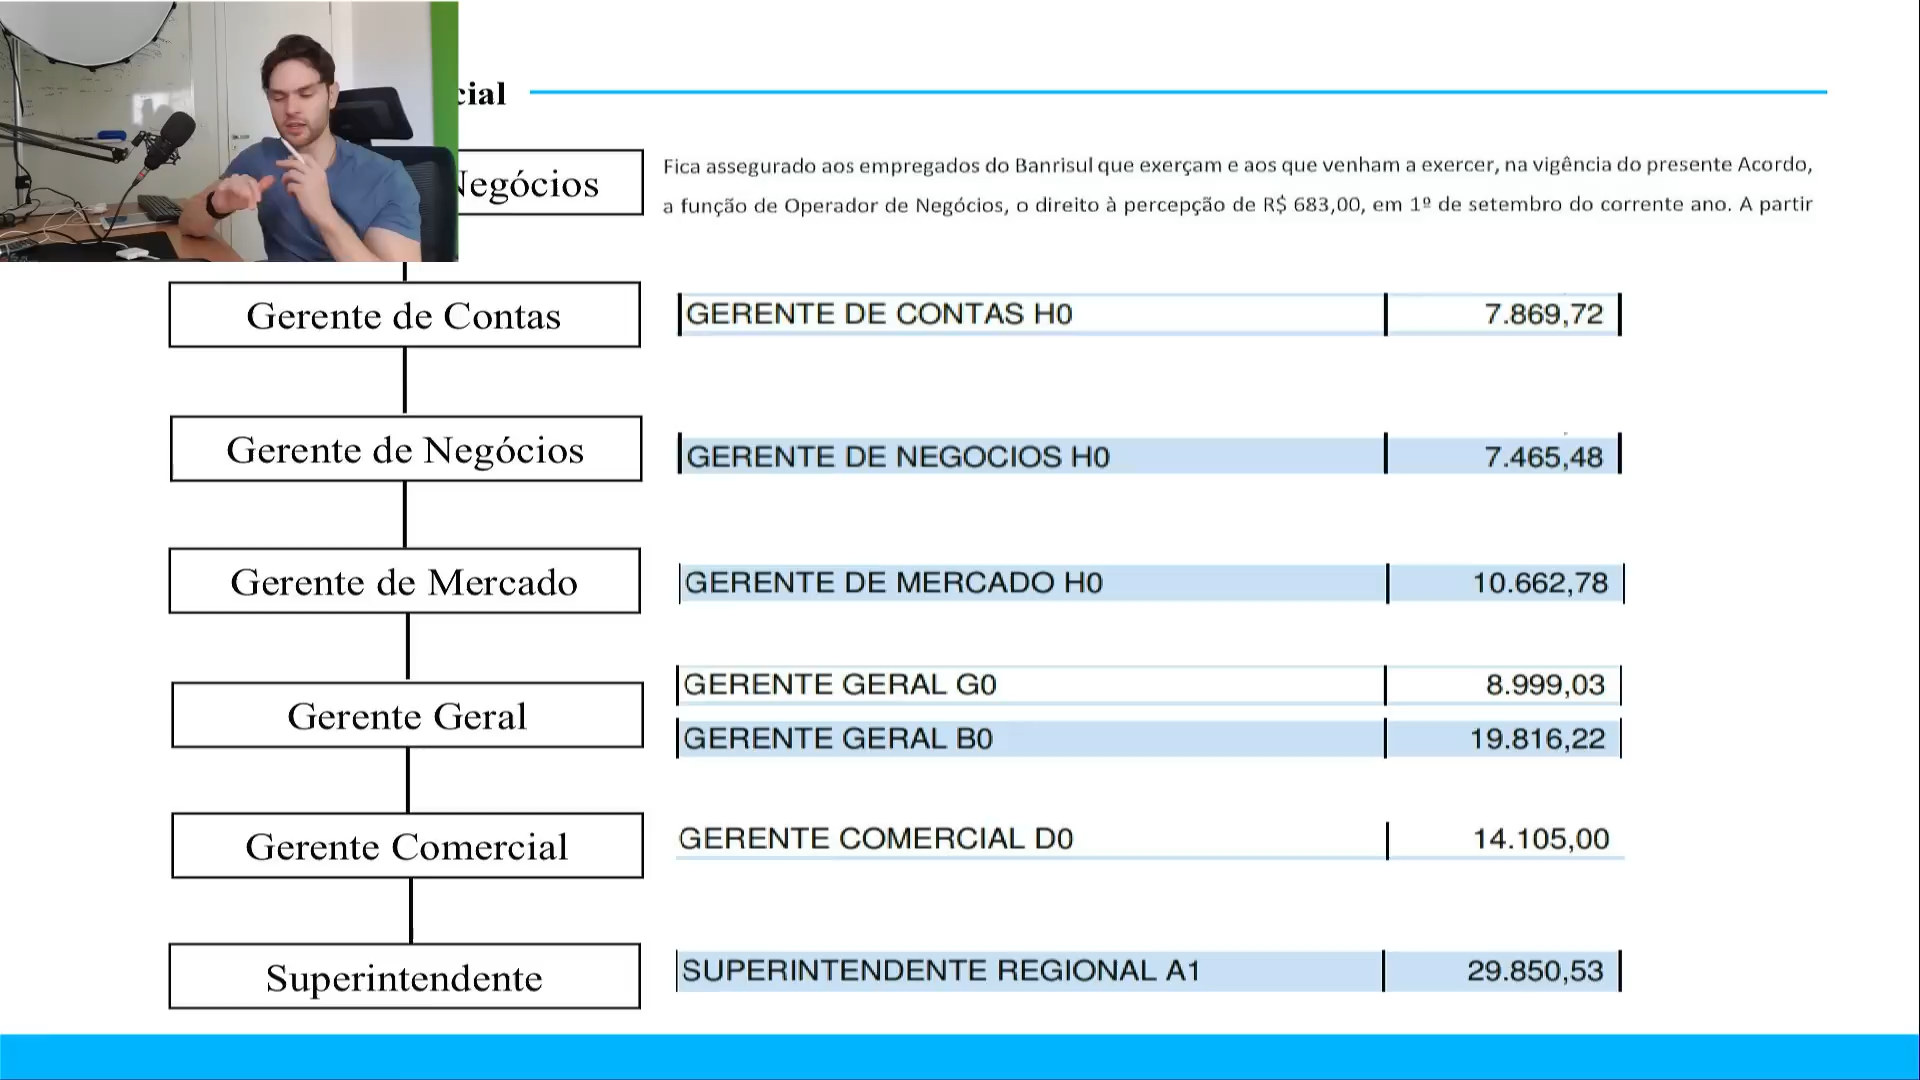 cial
Negócios
Fica assegurado aos empregados do Banrisul que exerçam e aos que venham a exercer, na vigência do presente Acordo,
a função de Operador de Negócios, o direito à percepção de R$ 683,00, em 1º de setembro do corrente ano. A partir
Gerente de Contas
GERENTE DE CONTAS H0 7.869,72
Gerente de Negócios
GERENTE DE NEGOCIOS H0 7.465,48
Gerente de Mercado
GERENTE DE MERCADO H0 10.662,78
Gerente Geral
GERENTE GERAL G0 8.999,03
GERENTE GERAL B0 19.816,22
Gerente Comercial
GERENTE COMERCIAL D0 14.105,00
Superintendente
SUPERINTENDENTE REGIONAL A1 29.850,53